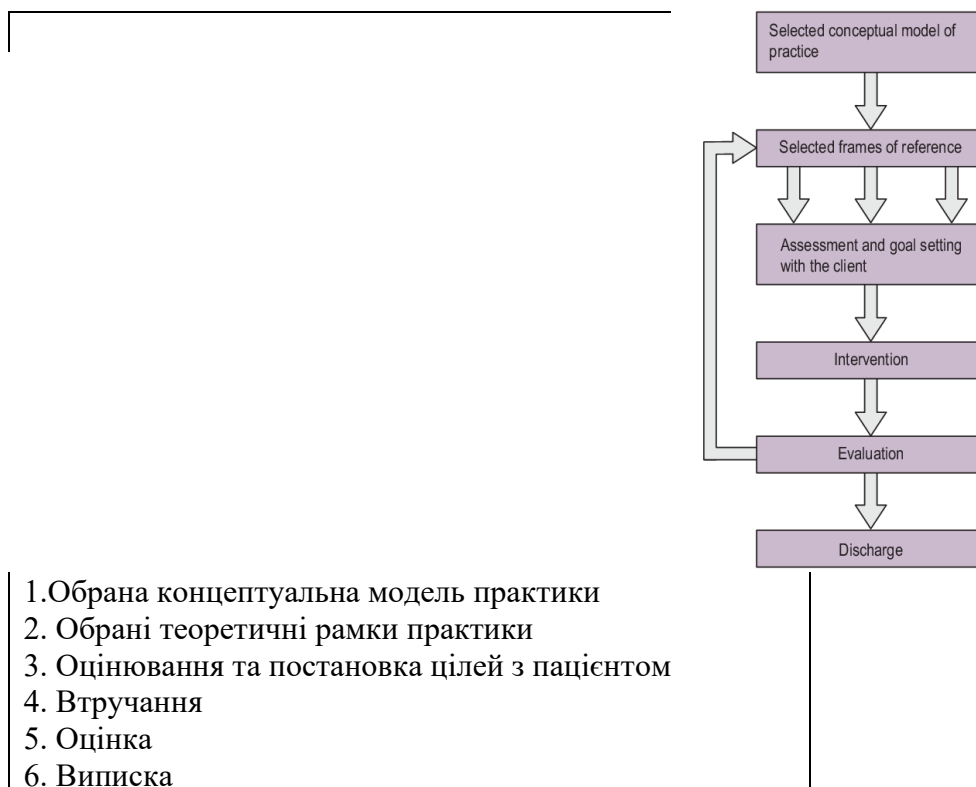 Selected conceptual model of
practice
Selected frames of reference
Assessment and goal setting
with the client
Intervention
Evaluation
Discharge
1.Обрана концептуальна модель практики
2. Обрані теоретичні рамки практики
3. Оцінювання та постановка цілей з пацієнтом
4. Втручання
5. Оцінка
6. Виписка